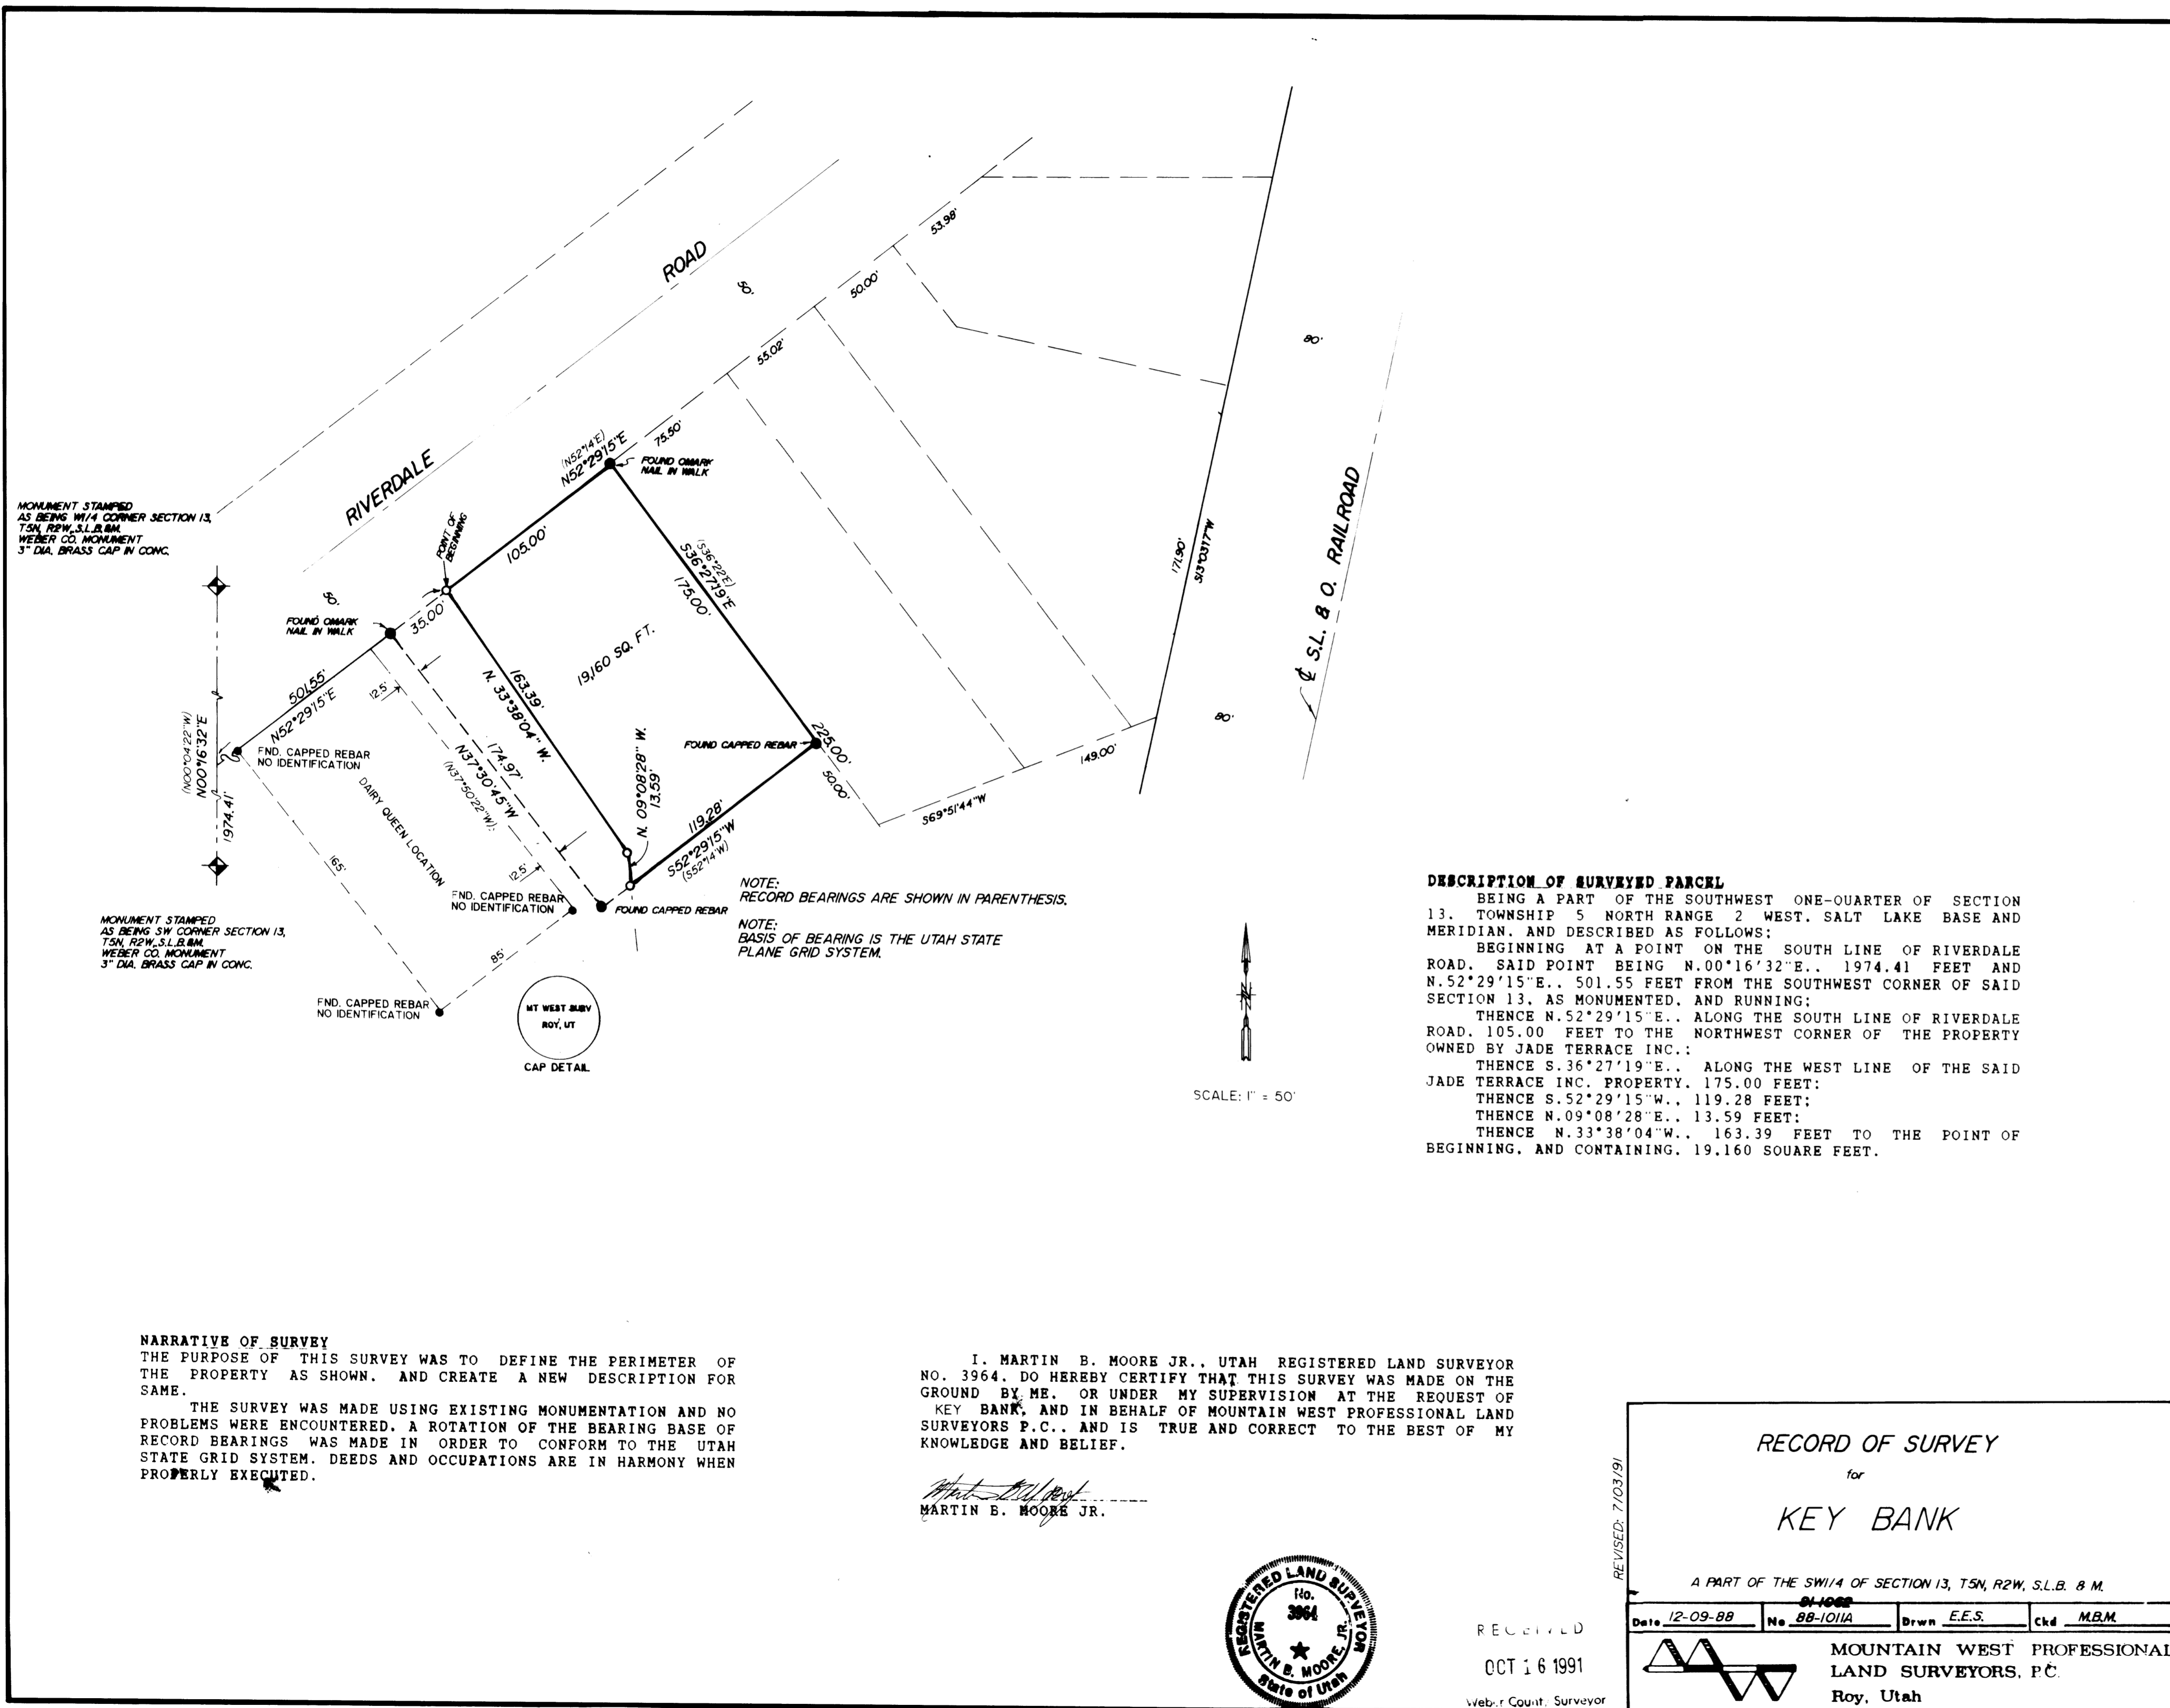 RIVERDALE
ROAD
80'
80'
53.98'
50.00'
55.02'
75.50'
(N52°14'E)
N52°29'15"E
FOUND OMARK
NAIL IN WALK
POINT OF
BEGINNING
105.00'
(S36°22'E)
S36°27'19"E
175.00'
19,160 SQ. FT.
35.00'
FOUND OMARK
NAIL IN WALK
MONUMENT STAMPED
AS BEING W1/4 CORNER SECTION 13,
T5N, R2W, S.L.B.&M.
WEBER CO. MONUMENT
3" DIA. BRASS CAP IN CONC.
501.55'
N52°29'15"E
12.5'
163.39'
N. 33°38'04" W.
174.97'
N37°30'45"W
(N37°50'22"W)
(N00°04'22"W)
N00°16'32"E
1974.41'
FND. CAPPED REBAR
NO IDENTIFICATION
DAIRY QUEEN LOCATION
165'
12.5'
85'
N. 09°08'28" W.
13.59'
119.28'
S52°29'15"W
(S52°14'W)
FOUND CAPPED REBAR
225.00'
50.00'
S69°51'44"W
149.00'
171.90'
S13°03'17"W
80'
80'
℄ S.L. & O. RAILROAD
FND. CAPPED REBAR
NO IDENTIFICATION
FOUND CAPPED REBAR
MONUMENT STAMPED
AS BEING SW CORNER SECTION 13,
T5N, R2W, S.L.B.&M.
WEBER CO. MONUMENT
3" DIA. BRASS CAP IN CONC.
FND. CAPPED REBAR
NO IDENTIFICATION
MT WEST SURV
ROY, UT
CAP DETAIL
NOTE:
RECORD BEARINGS ARE SHOWN IN PARENTHESIS.
NOTE:
BASIS OF BEARING IS THE UTAH STATE
PLANE GRID SYSTEM.
N
SCALE: 1" = 50'
DESCRIPTION OF SURVEYED PARCEL
BEING A PART OF THE SOUTHWEST ONE-QUARTER OF SECTION
13. TOWNSHIP 5 NORTH RANGE 2 WEST. SALT LAKE BASE AND
MERIDIAN. AND DESCRIBED AS FOLLOWS:
BEGINNING AT A POINT ON THE SOUTH LINE OF RIVERDALE
ROAD. SAID POINT BEING N.00°16'32"E.. 1974.41 FEET AND
N.52°29'15"E.. 501.55 FEET FROM THE SOUTHWEST CORNER OF SAID
SECTION 13. AS MONUMENTED. AND RUNNING:
THENCE N.52°29'15"E.. ALONG THE SOUTH LINE OF RIVERDALE
ROAD. 105.00 FEET TO THE NORTHWEST CORNER OF THE PROPERTY
OWNED BY JADE TERRACE INC.:
THENCE S.36°27'19"E.. ALONG THE WEST LINE OF THE SAID
JADE TERRACE INC. PROPERTY. 175.00 FEET:
THENCE S.52°29'15"W.. 119.28 FEET:
THENCE N.09°08'28"E.. 13.59 FEET:
THENCE N.33°38'04"W.. 163.39 FEET TO THE POINT OF
BEGINNING. AND CONTAINING. 19.160 SQUARE FEET.
NARRATIVE OF SURVEY
THE PURPOSE OF THIS SURVEY WAS TO DEFINE THE PERIMETER OF
THE PROPERTY AS SHOWN. AND CREATE A NEW DESCRIPTION FOR
SAME.
THE SURVEY WAS MADE USING EXISTING MONUMENTATION AND NO
PROBLEMS WERE ENCOUNTERED. A ROTATION OF THE BEARING BASE OF
RECORD BEARINGS WAS MADE IN ORDER TO CONFORM TO THE UTAH
STATE GRID SYSTEM. DEEDS AND OCCUPATIONS ARE IN HARMONY WHEN
PROPERLY EXECUTED.
I. MARTIN B. MOORE JR., UTAH REGISTERED LAND SURVEYOR
NO. 3964. DO HEREBY CERTIFY THAT THIS SURVEY WAS MADE ON THE
GROUND BY ME. OR UNDER MY SUPERVISION AT THE REQUEST OF
KEY BANK. AND IN BEHALF OF MOUNTAIN WEST PROFESSIONAL LAND
SURVEYORS P.C.. AND IS TRUE AND CORRECT TO THE BEST OF MY
KNOWLEDGE AND BELIEF.
MARTIN B. MOORE JR.
REGISTERED LAND SURVEYOR
No.
3964
MARTIN B. MOORE, JR.
State of Utah
RECEIVED
OCT 16 1991
Weber County Surveyor
REVISED: 7/03/91
RECORD OF SURVEY
for
KEY BANK
A PART OF THE SW1/4 OF SECTION 13, T5N, R2W, S.L.B. & M.
91-1062
Date 12-09-88 No 88-1011A Drwn E.E.S. Ckd M.B.M.
MOUNTAIN WEST PROFESSIONAL
LAND SURVEYORS, P.C.
Roy, Utah